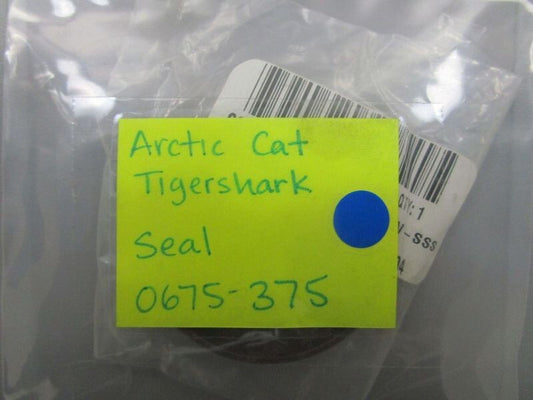 Arctic Cat
Tigershark
Seal
0675-375
QTY: 1